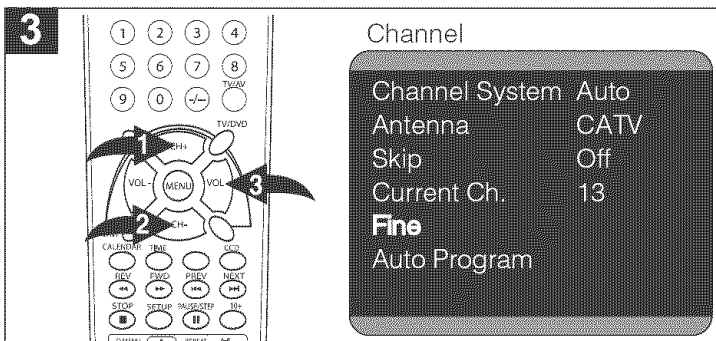 3
Channel
1 2 3 4
5 6 7 8
TV/AV
9 0 -/--
TV/DVD
1
CH+
VOL - MENU VOL 3
2
CH-
CALENDAR TIME CCD
REV FWD PREV NEXT
STOP SETUP PAUSE/STEP 10+
REPEAT
Channel System Auto
Antenna CATV
Skip Off
Current Ch. 13
Fine
Auto Program